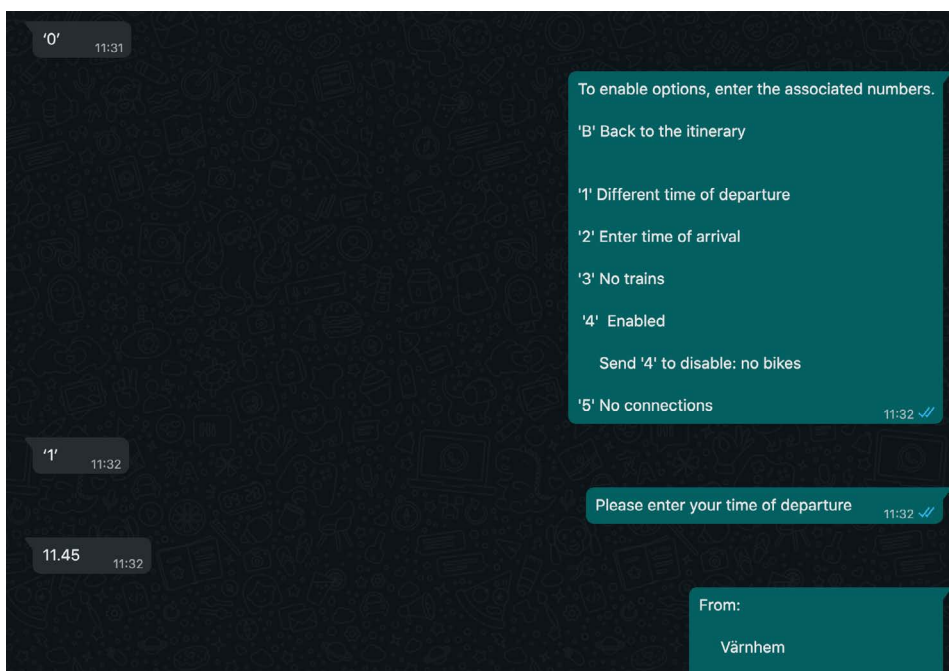 ‘0’
11:31
To enable options, enter the associated numbers.
'B' Back to the itinerary
'1' Different time of departure
'2' Enter time of arrival
'3' No trains
'4' Enabled
Send '4' to disable: no bikes
'5' No connections
11:32
‘1’
11:32
Please enter your time of departure
11:32
11.45
11:32
From:
Värnhem